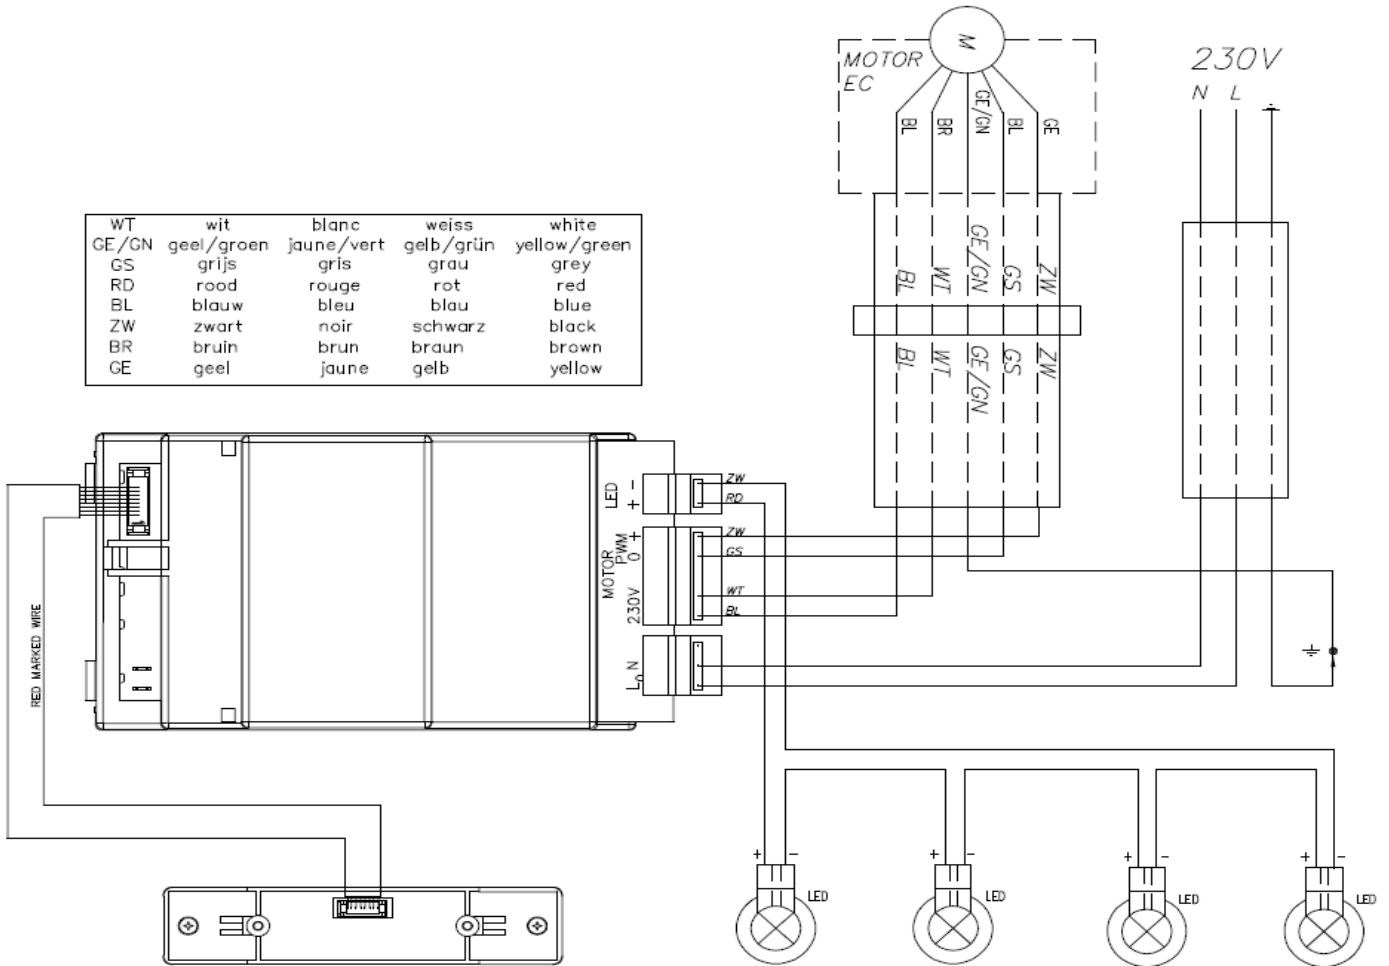 M
MOTOR
EC
BL
BR
GE/GN
BL
GE
230V
N L
WT wit blanc weiss white
GE/GN geel/groen jaune/vert gelb/grün yellow/green
GS grijs gris grau grey
RD rood rouge rot red
BL blauw bleu blau blue
ZW zwart noir schwarz black
BR bruin brun braun brown
GE geel jaune gelb yellow
BL
WT
GE/GN
GS
ZW
BL
WT
GE/GN
GS
ZW
LED
+ -
ZW
RD
MOTOR
PWM
0 +
230V
ZW
GS
WT
BL
L N
0
RED MARKED WIRE
+ -
LED
+ -
LED
+ -
LED
+ -
LED